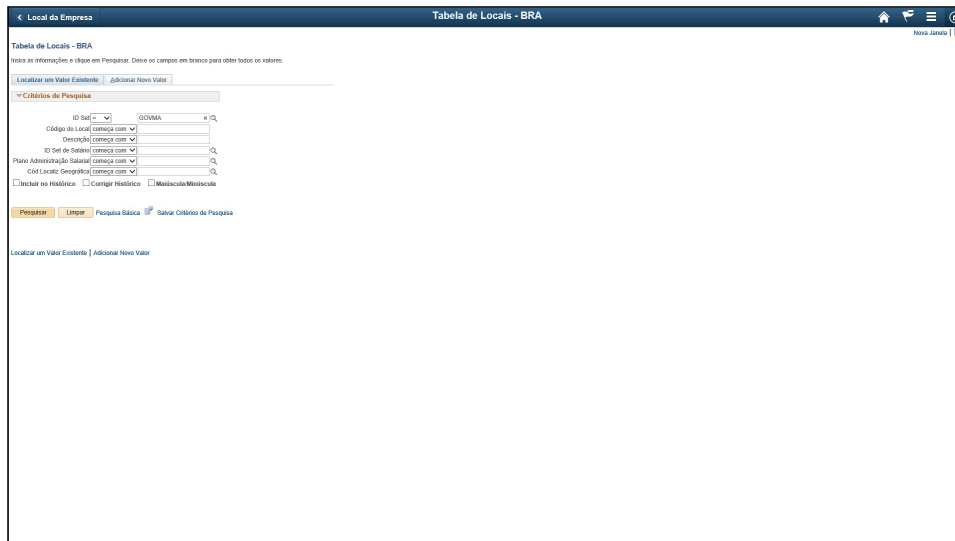 Local da Empresa
Tabela de Locais - BRA
Nova Janela |
Tabela de Locais - BRA
Insira as informações e clique em Pesquisar. Deixe os campos em branco para obter todos os valores.
Localizar um Valor Existente Adicionar Novo Valor
Critérios de Pesquisa
ID Set = GOVMA ×
Código do Local começa com
Descrição começa com
ID Set de Salário começa com
Plano Administração Salarial começa com
Cód Localiz Geográfica começa com
Incluir no Histórico Corrigir Histórico Maiúscula/Minúscula
Pesquisar Limpar Pesquisa Básica Salvar Critérios de Pesquisa
Localizar um Valor Existente | Adicionar Novo Valor